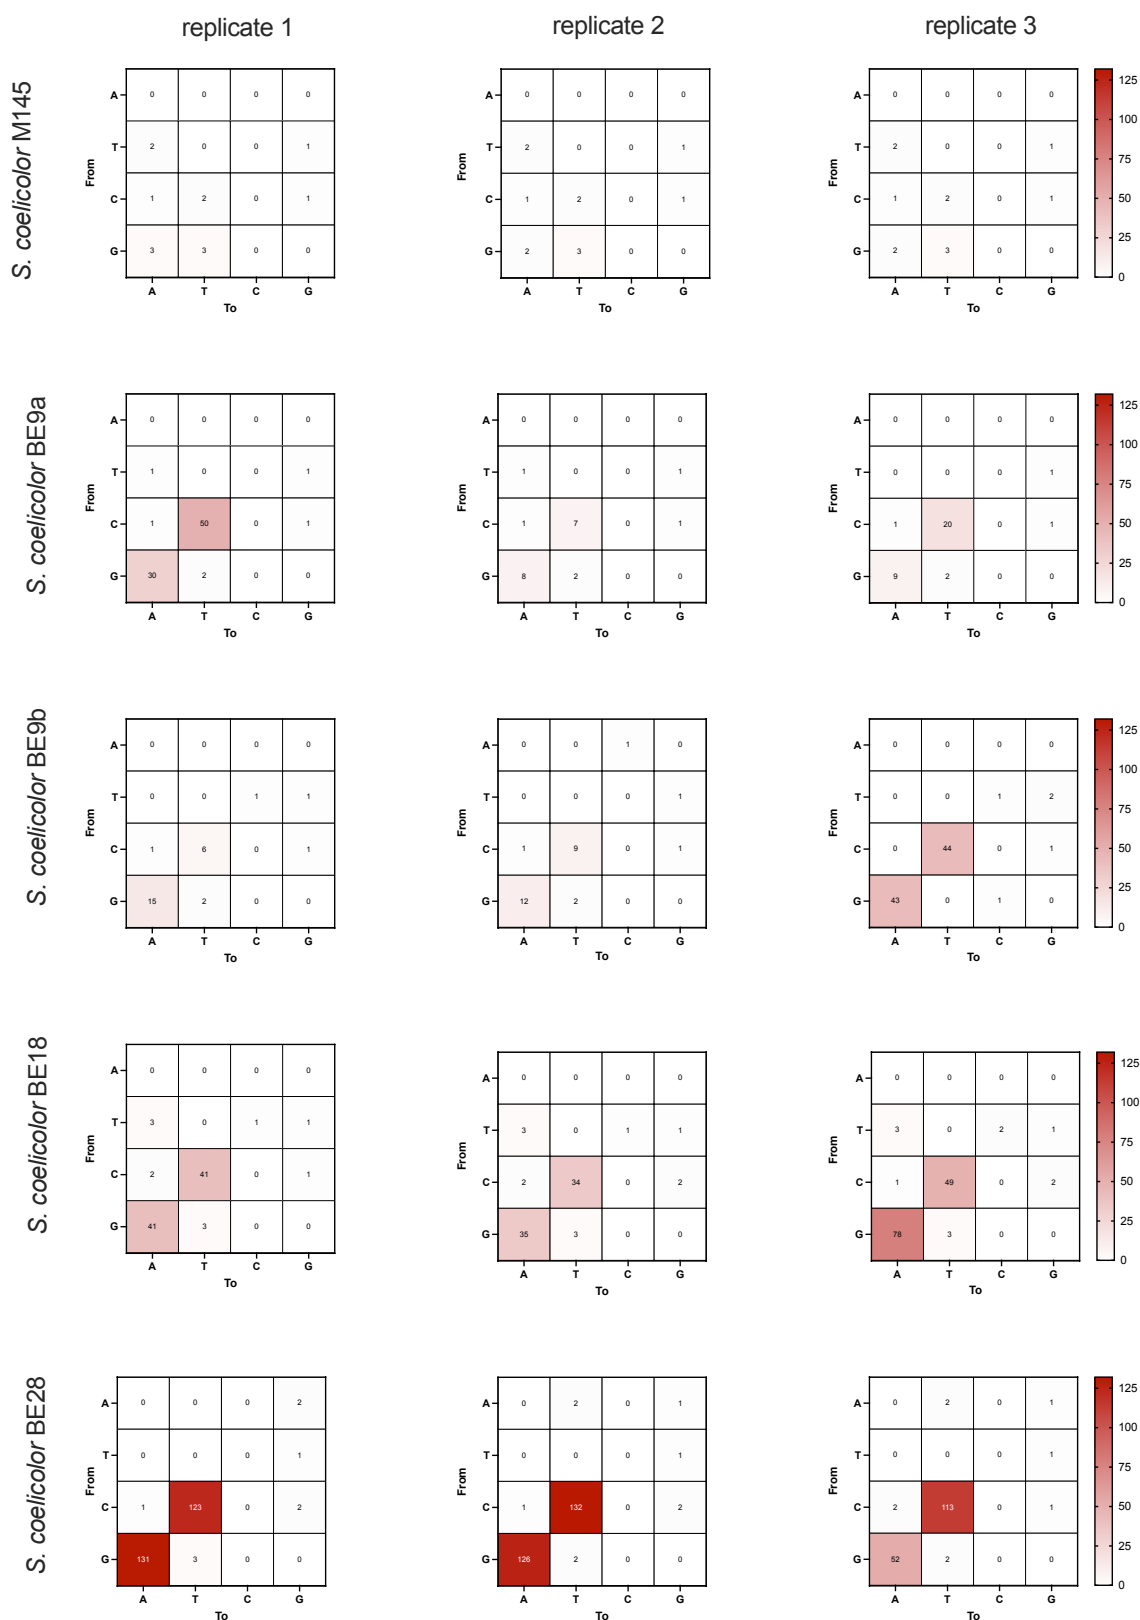 replicate 1 replicate 2 replicate 3
S. coelicolor M145
From
A 0 0 0 0
T 2 0 0 1
C 1 2 0 1
G 3 3 0 0
A T C G
To
From
A 0 0 0 0
T 2 0 0 1
C 1 2 0 1
G 2 3 0 0
A T C G
To
From
A 0 0 0 0
T 2 0 0 1
C 1 2 0 1
G 2 3 0 0
A T C G
To
125
100
75
50
25
0
S. coelicolor BE9a
From
A 0 0 0 0
T 1 0 0 1
C 1 50 0 1
G 30 2 0 0
A T C G
To
From
A 0 0 0 0
T 1 0 0 1
C 1 7 0 1
G 8 2 0 0
A T C G
To
From
A 0 0 0 0
T 0 0 0 1
C 1 20 0 1
G 9 2 0 0
A T C G
To
125
100
75
50
25
0
S. coelicolor BE9b
From
A 0 0 0 0
T 0 0 1 1
C 1 6 0 1
G 15 2 0 0
A T C G
To
From
A 0 0 1 0
T 0 0 0 1
C 1 9 0 1
G 12 2 0 0
A T C G
To
From
A 0 0 0 0
T 0 0 1 2
C 0 44 0 1
G 43 0 1 0
A T C G
To
125
100
75
50
25
0
S. coelicolor BE18
From
A 0 0 0 0
T 3 0 1 1
C 2 41 0 1
G 41 3 0 0
A T C G
To
From
A 0 0 0 0
T 3 0 1 1
C 2 34 0 2
G 35 3 0 0
A T C G
To
From
A 0 0 0 0
T 3 0 2 1
C 1 49 0 2
G 78 3 0 0
A T C G
To
125
100
75
50
25
0
S. coelicolor BE28
From
A 0 0 0 2
T 0 0 0 1
C 1 123 0 2
G 131 3 0 0
A T C G
To
From
A 0 2 0 1
T 0 0 0 1
C 1 132 0 2
G 126 2 0 0
A T C G
To
From
A 0 2 0 1
T 0 0 0 1
C 2 113 0 1
G 52 2 0 0
A T C G
To
125
100
75
50
25
0